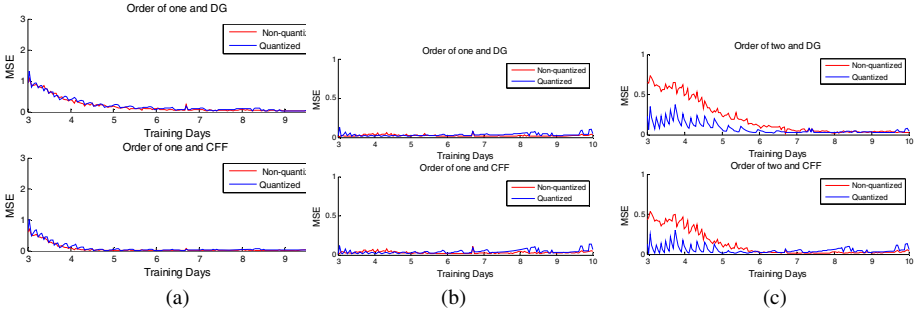 Order of one and DG
3
2
1
0
MSE
Non-quanti
Quantized
3 4 5 6 7 8 9
Training Days
Order of one and CFF
3
2
1
0
MSE
Non-quantiz
Quantized
3 4 5 6 7 8 9
Training Days
(a)
Order of one and DG
1
0.5
0
MSE
Non-quantized
Quantized
3 4 5 6 7 8 9 10
Training Days
Order of one and CFF
1
0.5
0
MSE
Non-quantized
Quantized
3 4 5 6 7 8 9 10
Training Days
(b)
Order of two and DG
1
0.5
0
MSE
Non-quantized
Quantized
3 4 5 6 7 8 9 10
Training Days
Order of two and CFF
1
0.5
0
MSE
Non-quantized
Quantized
3 4 5 6 7 8 9 10
Training Days
(c)